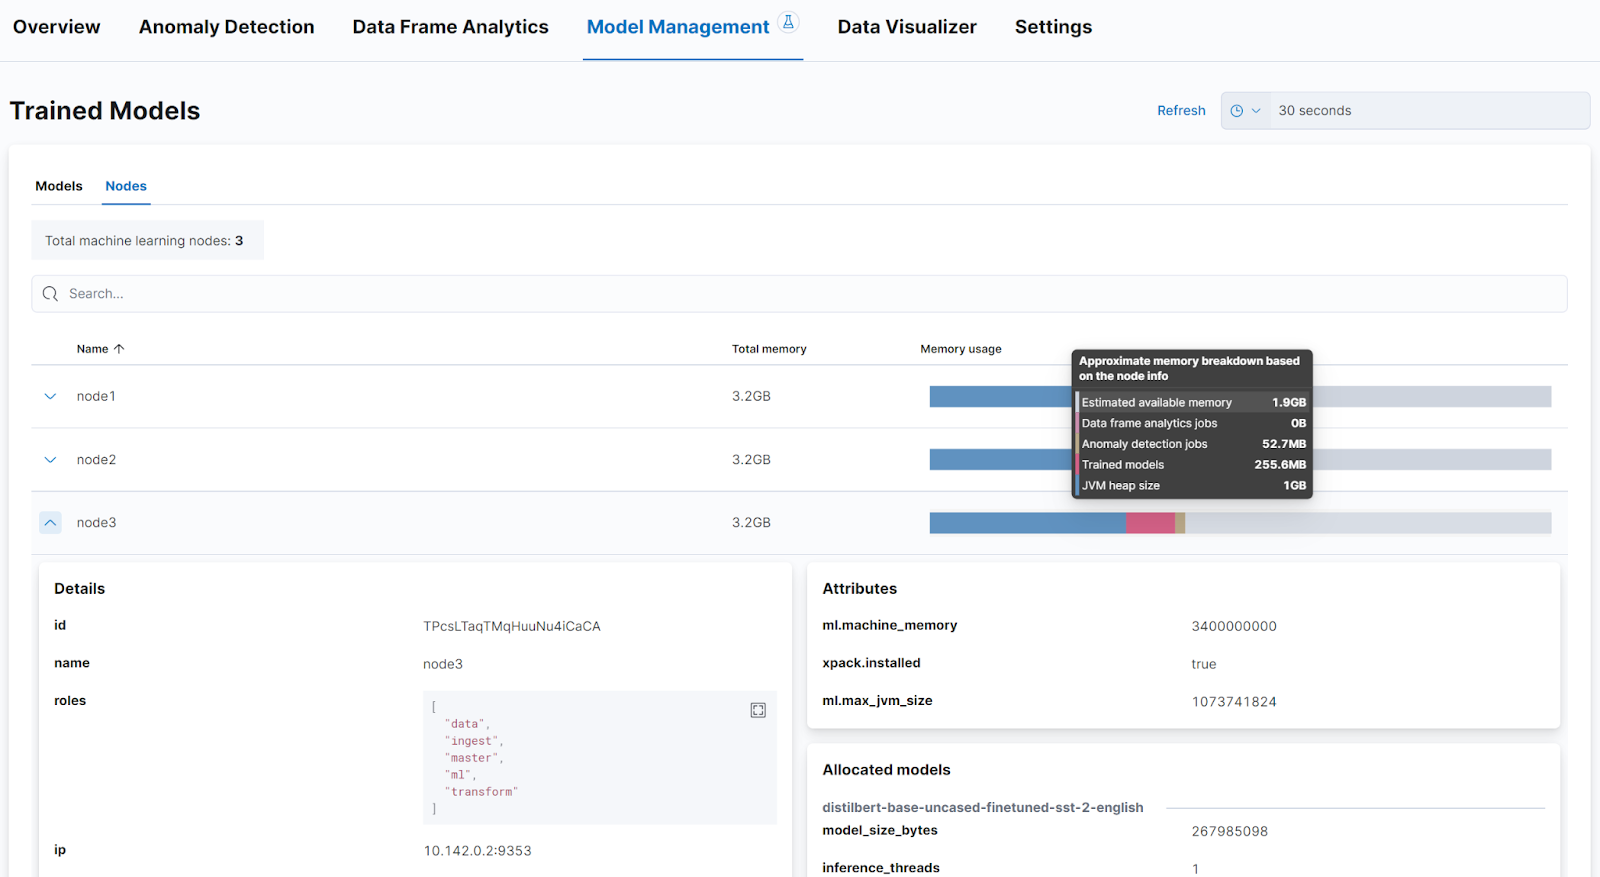 Overview Anomaly Detection Data Frame Analytics Model Management Data Visualizer Settings
Trained Models
Refresh 30 seconds
Models Nodes
Total machine learning nodes: 3
Search...
Name Total memory Memory usage
node1 3.2GB
node2 3.2GB
node3 3.2GB
Approximate memory breakdown based
on the node info
Estimated available memory 1.9GB
Data frame analytics jobs 0B
Anomaly detection jobs 52.7MB
Trained models 255.6MB
JVM heap size 1GB
Details
id TPcsLTaqTMqHuuNu4iCaCA
name node3
roles [
"data",
"ingest",
"master",
"ml",
"transform"
]
ip 10.142.0.2:9353
Attributes
ml.machine_memory 3400000000
xpack.installed true
ml.max_jvm_size 1073741824
Allocated models
distilbert-base-uncased-finetuned-sst-2-english
model_size_bytes 267985098
inference_threads 1